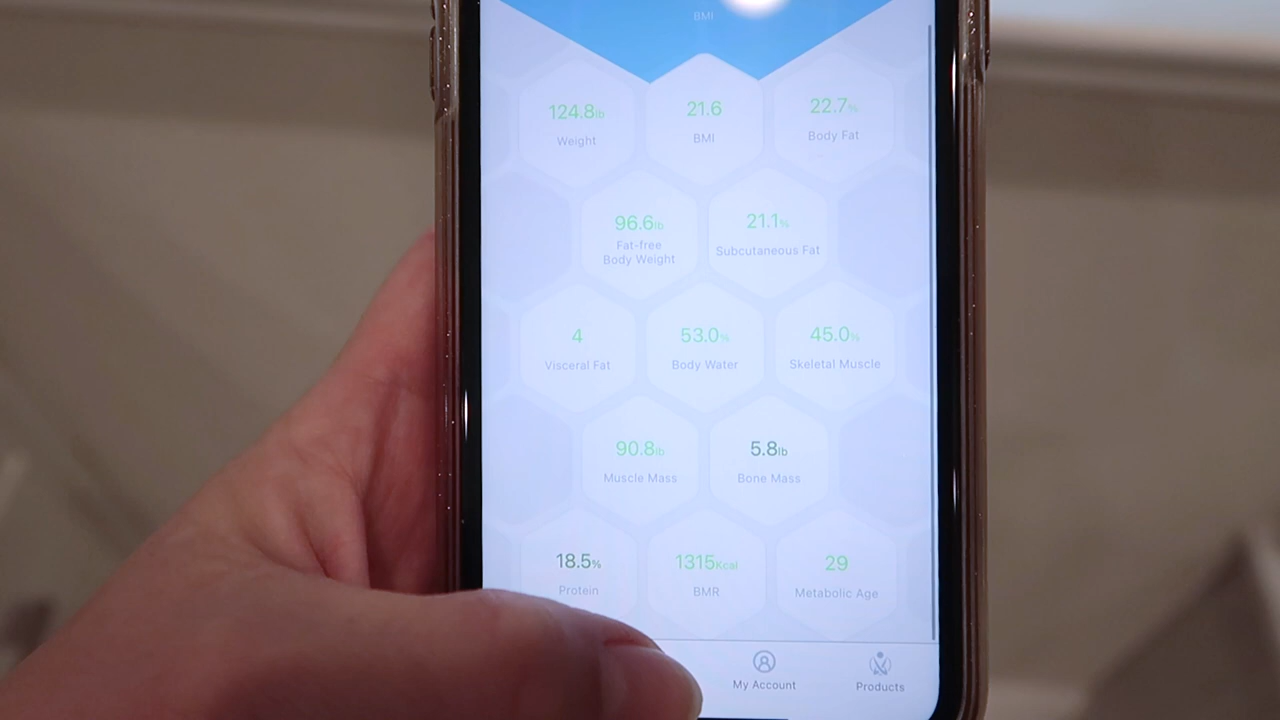 BMI
124.8lb
Weight
21.6
BMI
22.7%
Body Fat
96.6lb
Fat-free
Body Weight
21.1%
Subcutaneous Fat
4
Visceral Fat
53.0%
Body Water
45.0%
Skeletal Muscle
90.8lb
Muscle Mass
5.8lb
Bone Mass
18.5%
Protein
1315Kcal
BMR
29
Metabolic Age
My Account
Products